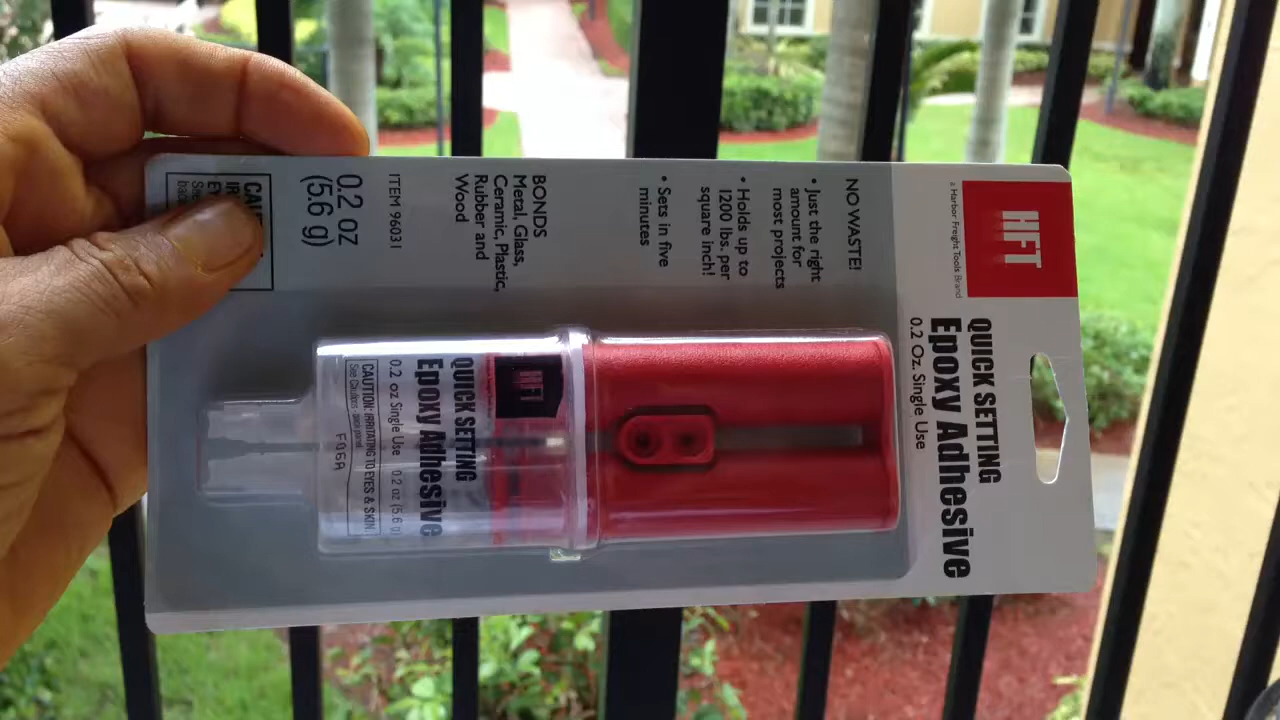 HFT
a Harbor Freight Tools Brand
QUICK SETTING
Epoxy Adhesive
0.2 Oz. Single Use
NO WASTE!
• Just the right
amount for
most projects
• Holds up to
1200 lbs. per
square inch!
• Sets in five
minutes
BONDS
Metal, Glass,
Ceramic, Plastic,
Rubber and
Wood
ITEM 96031
0.2 oz
(5.6 g)
HFT
QUICK SETTING
Epoxy Adhesive
0.2 oz Single Use 0.2 oz (5.6 g)
CAUTION: IRRITATING TO EYES & SKIN.
F05A